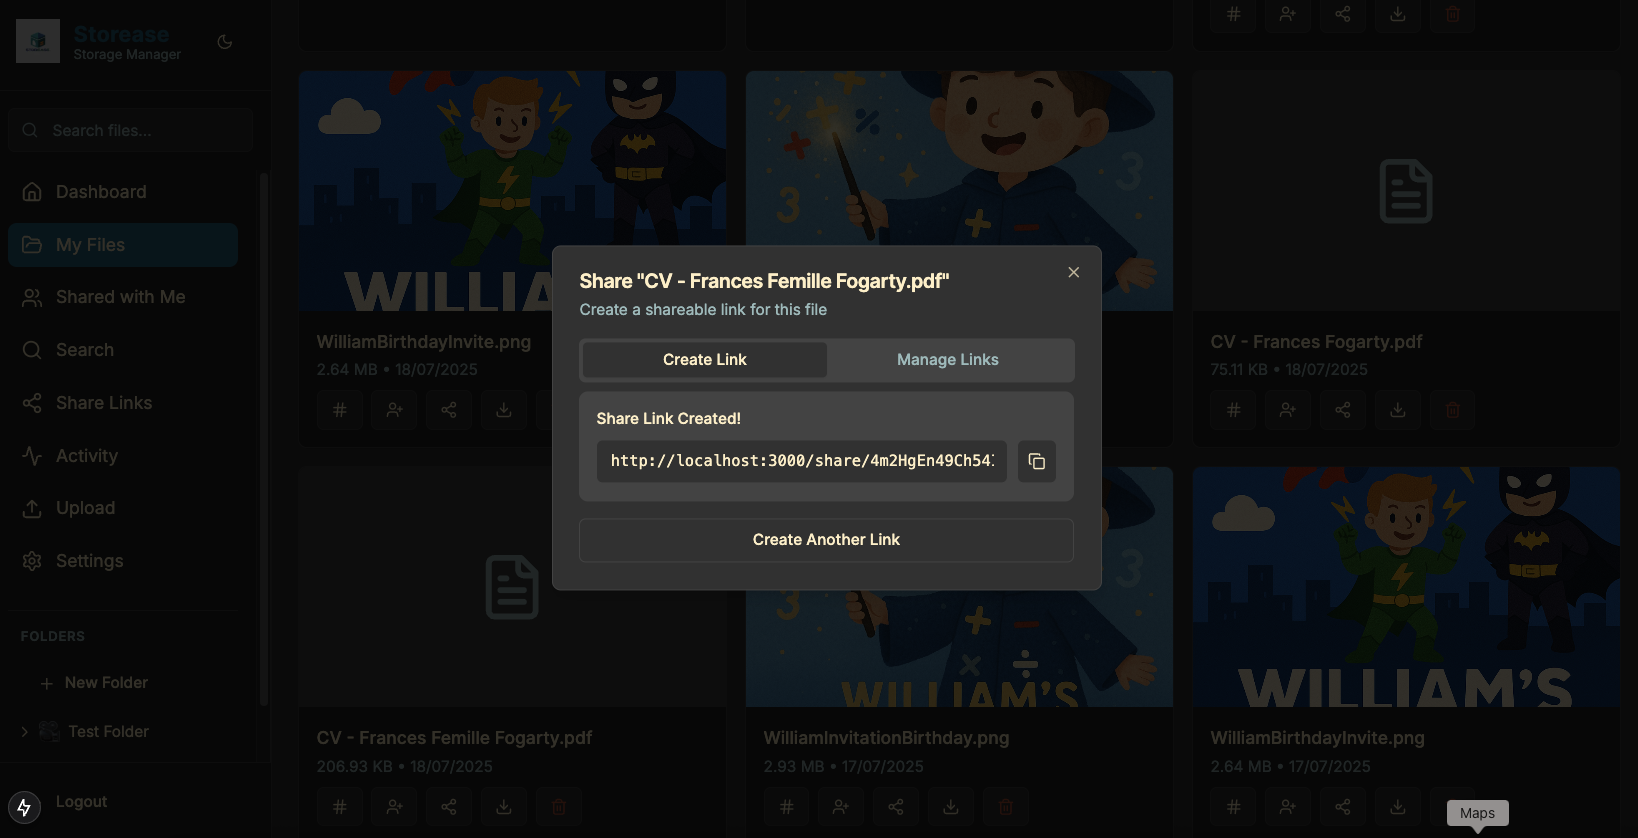 Storease
Storage Manager
Search files...
Dashboard
My Files
Shared with Me
Search
Share Links
Activity
Upload
Settings
FOLDERS
New Folder
Test Folder
Logout
3
3
WILLIA
WilliamBirthdayInvite.png
2.64 MB • 18/07/2025
CV - Frances Fogarty.pdf
75.11 KB • 18/07/2025
Share "CV - Frances Femille Fogarty.pdf"
Create a shareable link for this file
Create Link
Manage Links
Share Link Created!
http://localhost:3000/share/4m2HgEn49Ch54
Create Another Link
3
3
WILLIAM'S
WILLIAM'S
CV - Frances Femille Fogarty.pdf
206.93 KB • 18/07/2025
WilliamInvitationBirthday.png
2.93 MB • 17/07/2025
WilliamBirthdayInvite.png
2.64 MB • 17/07/2025
Maps